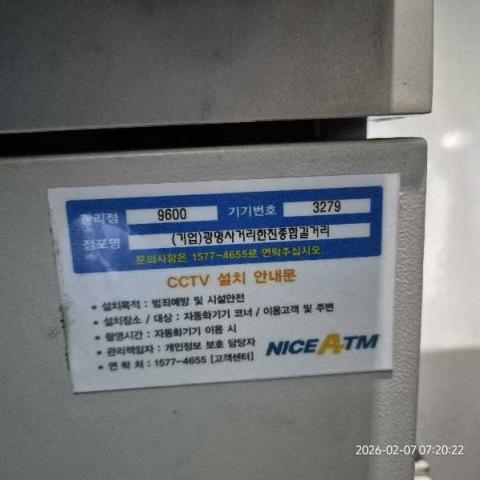 관리점 9600 기기번호 3279
점포명 (기업)광명사거리한진종합길거리
문의사항은 1577-4655로 연락주십시오.
CCTV 설치 안내문
• 설치목적 : 범죄예방 및 시설안전
• 설치장소 / 대상 : 자동화기기 코너 / 이용고객 및 주변
• 촬영시간 : 자동화기기 이용 시
• 관리책임자 : 개인정보 보호 담당자
• 연 락 처 : 1577-4655 [고객센터]
NICE ATM
2026-02-07 07:20:22